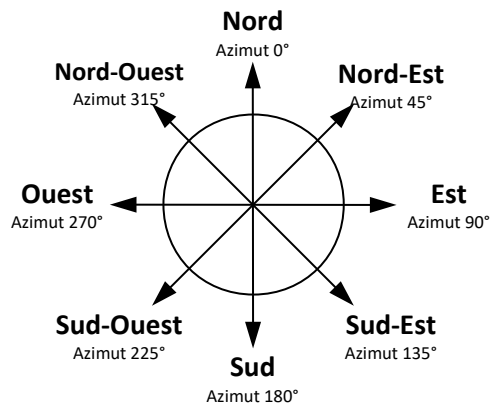 Nord
Azimut 0°
Nord-Ouest
Azimut 315°
Nord-Est
Azimut 45°
Ouest
Azimut 270°
Est
Azimut 90°
Sud-Ouest
Azimut 225°
Sud-Est
Azimut 135°
Sud
Azimut 180°